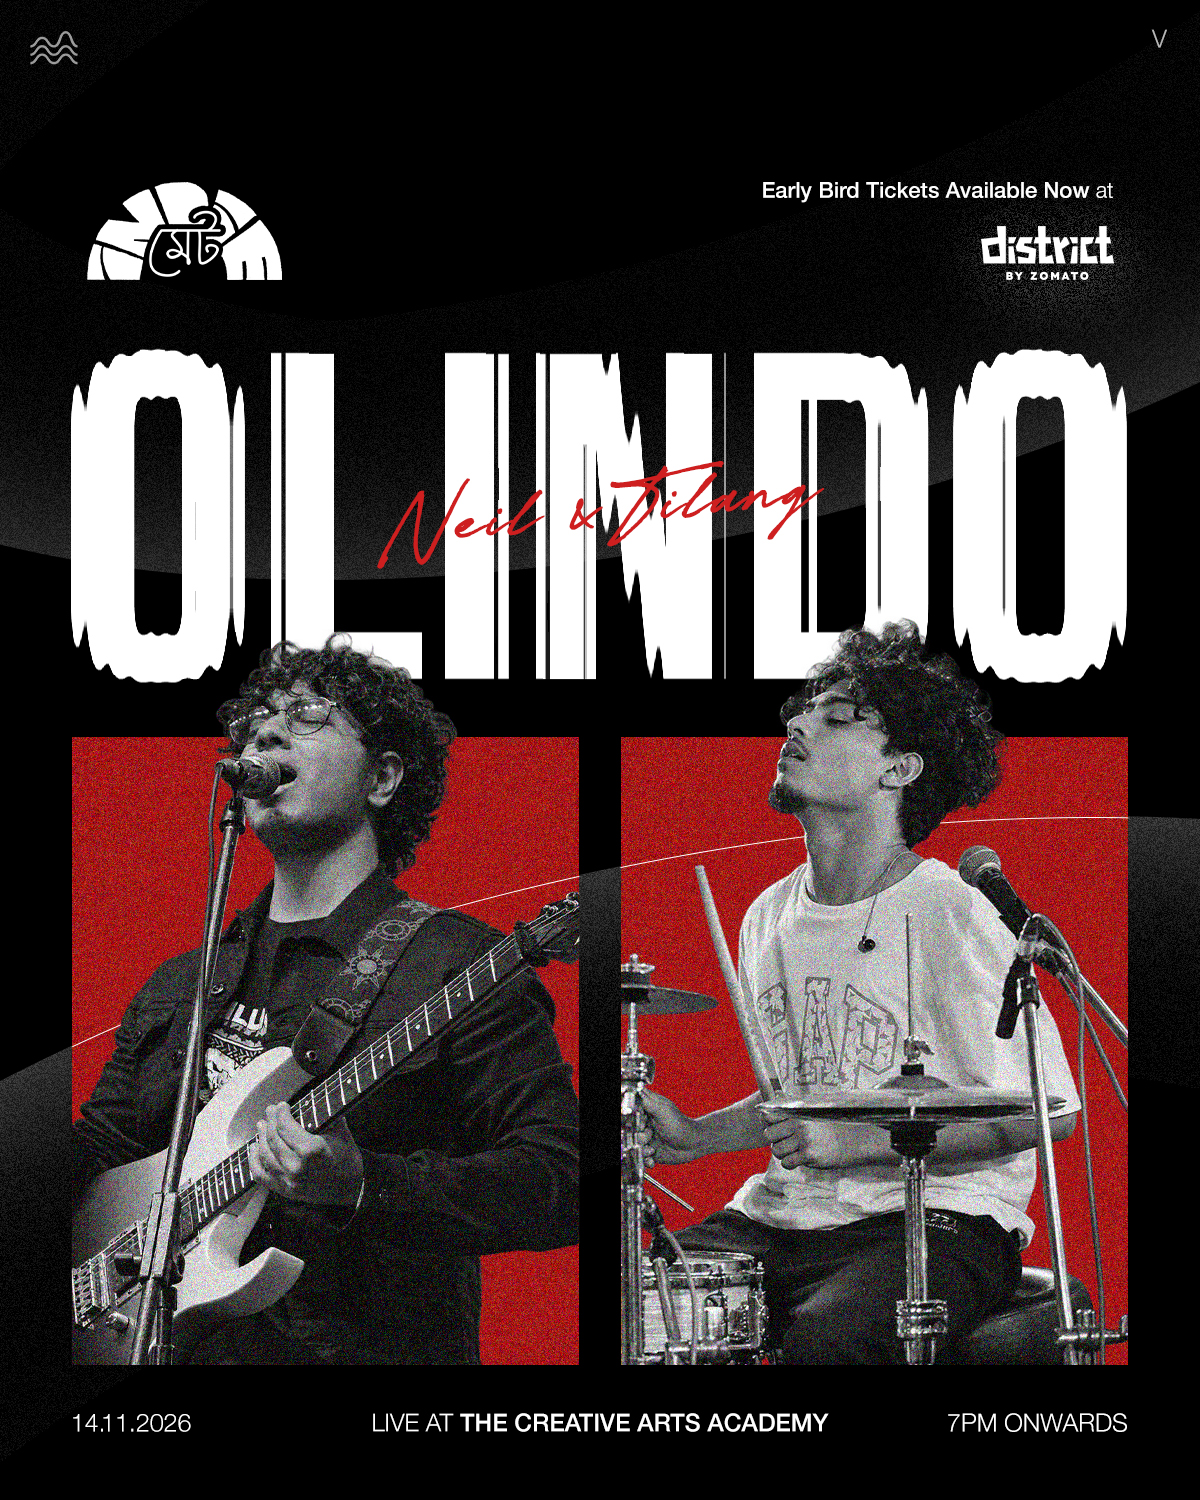 V
মেট
Early Bird Tickets Available Now at
district
BY ZOMATO
OLINDO
Neil & Tilang
14.11.2026
LIVE AT THE CREATIVE ARTS ACADEMY
7PM ONWARDS